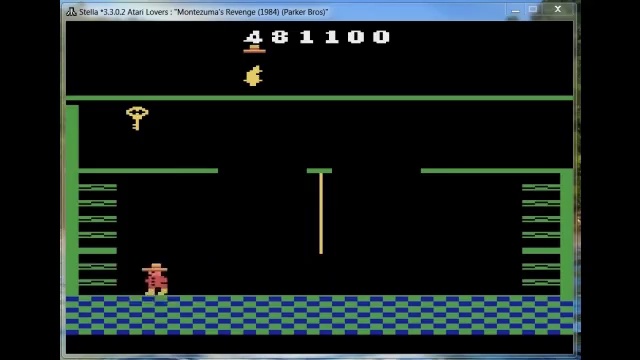 Stella *3.3.0.2 Atari Lovers : "Montezuma's Revenge (1984) (Parker Bros)"
481100